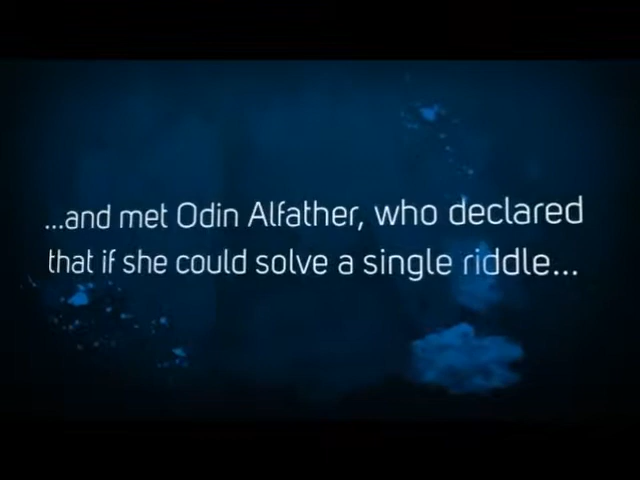 ...and met Odin Alfather, who declared
that if she could solve a single riddle...